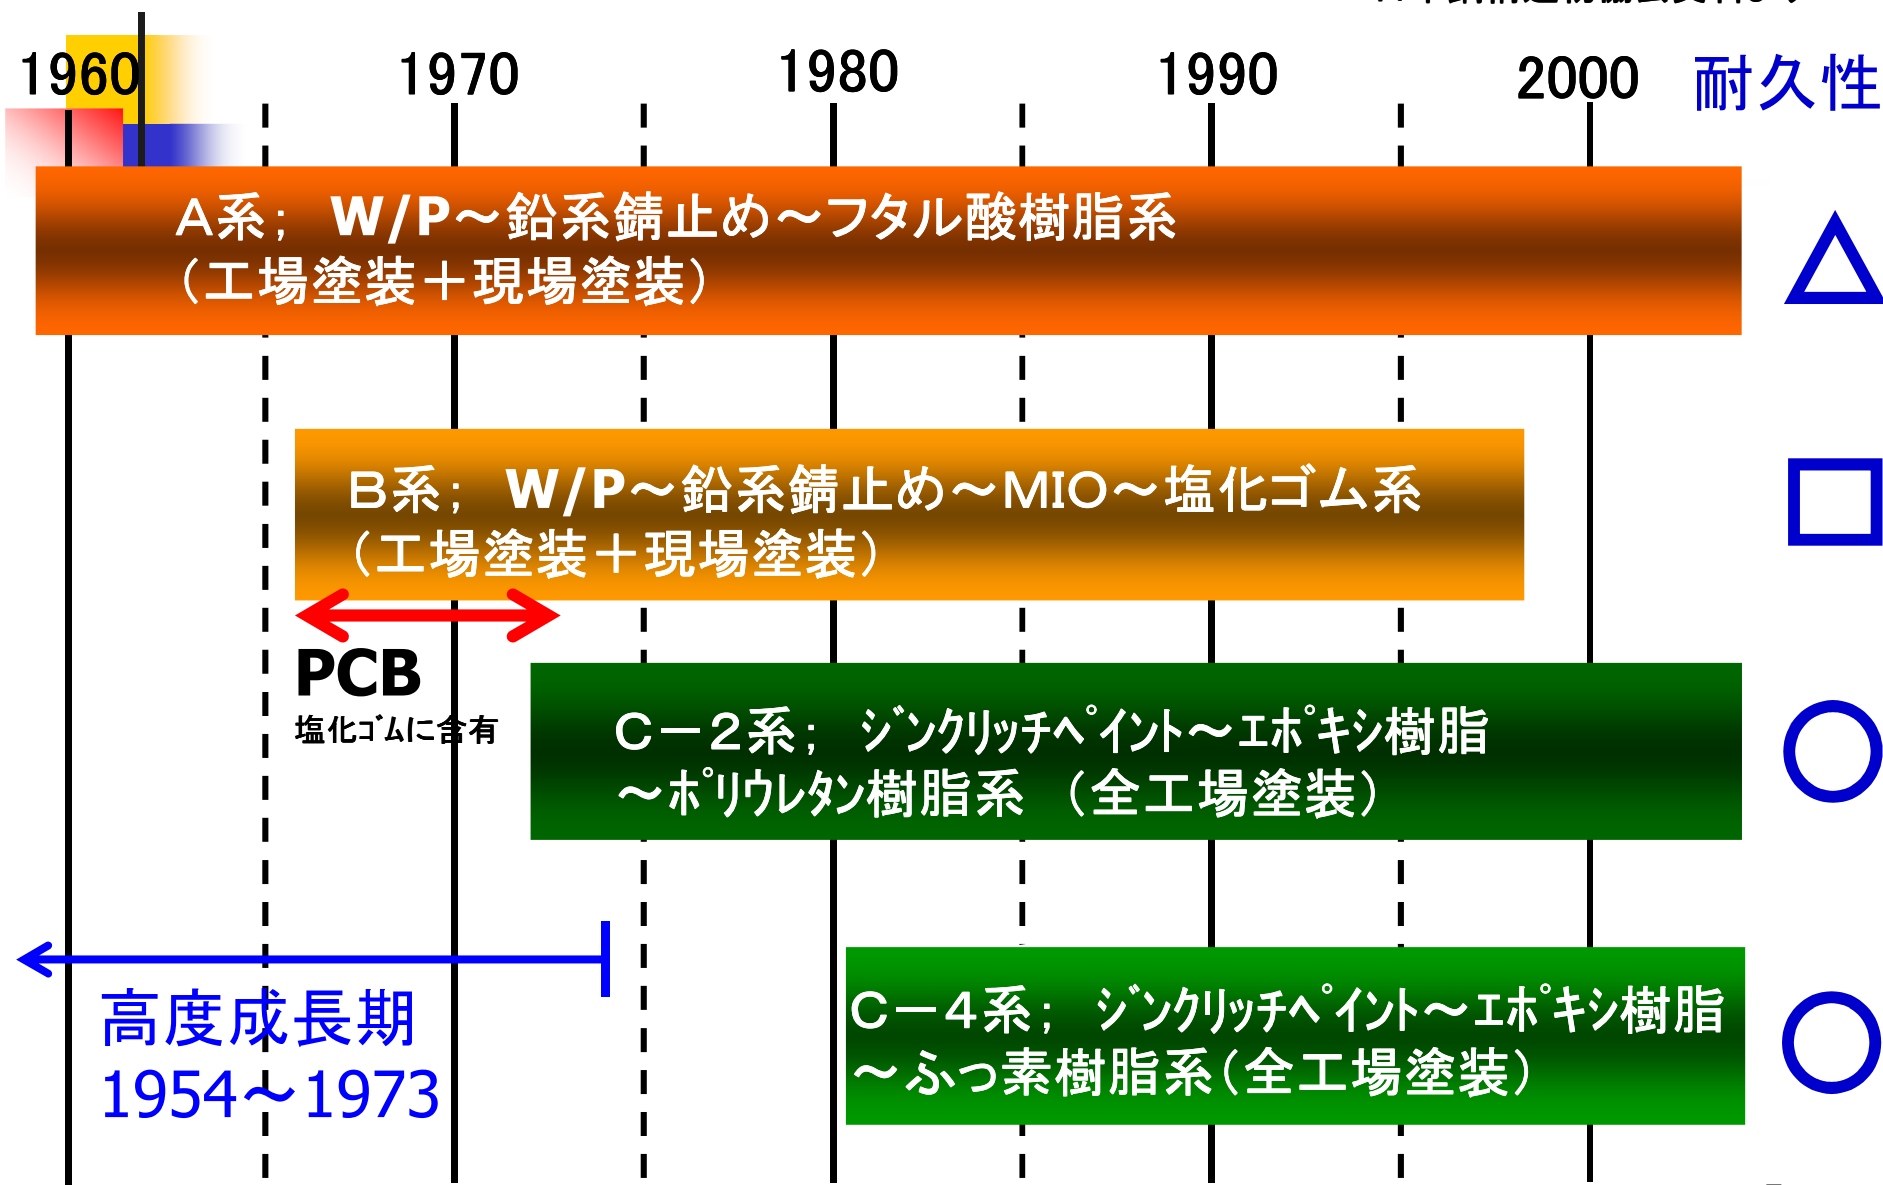 1960 1970 1980 1990 2000 耐久性
A系； W/P～鉛系錆止め～フタル酸樹脂系
（工場塗装＋現場塗装）
B系； W/P～鉛系錆止め～MIO～塩化ゴム系
（工場塗装＋現場塗装）
PCB
塩化ｺﾞﾑに含有
C－2系； ｼﾞﾝｸﾘｯﾁﾍﾟｲﾝﾄ～ｴﾎﾟｷｼ樹脂
～ﾎﾟﾘｳﾚﾀﾝ樹脂系 （全工場塗装）
高度成長期
1954～1973
C－4系； ｼﾞﾝｸﾘｯﾁﾍﾟｲﾝﾄ～ｴﾎﾟｷｼ樹脂
～ふっ素樹脂系（全工場塗装）